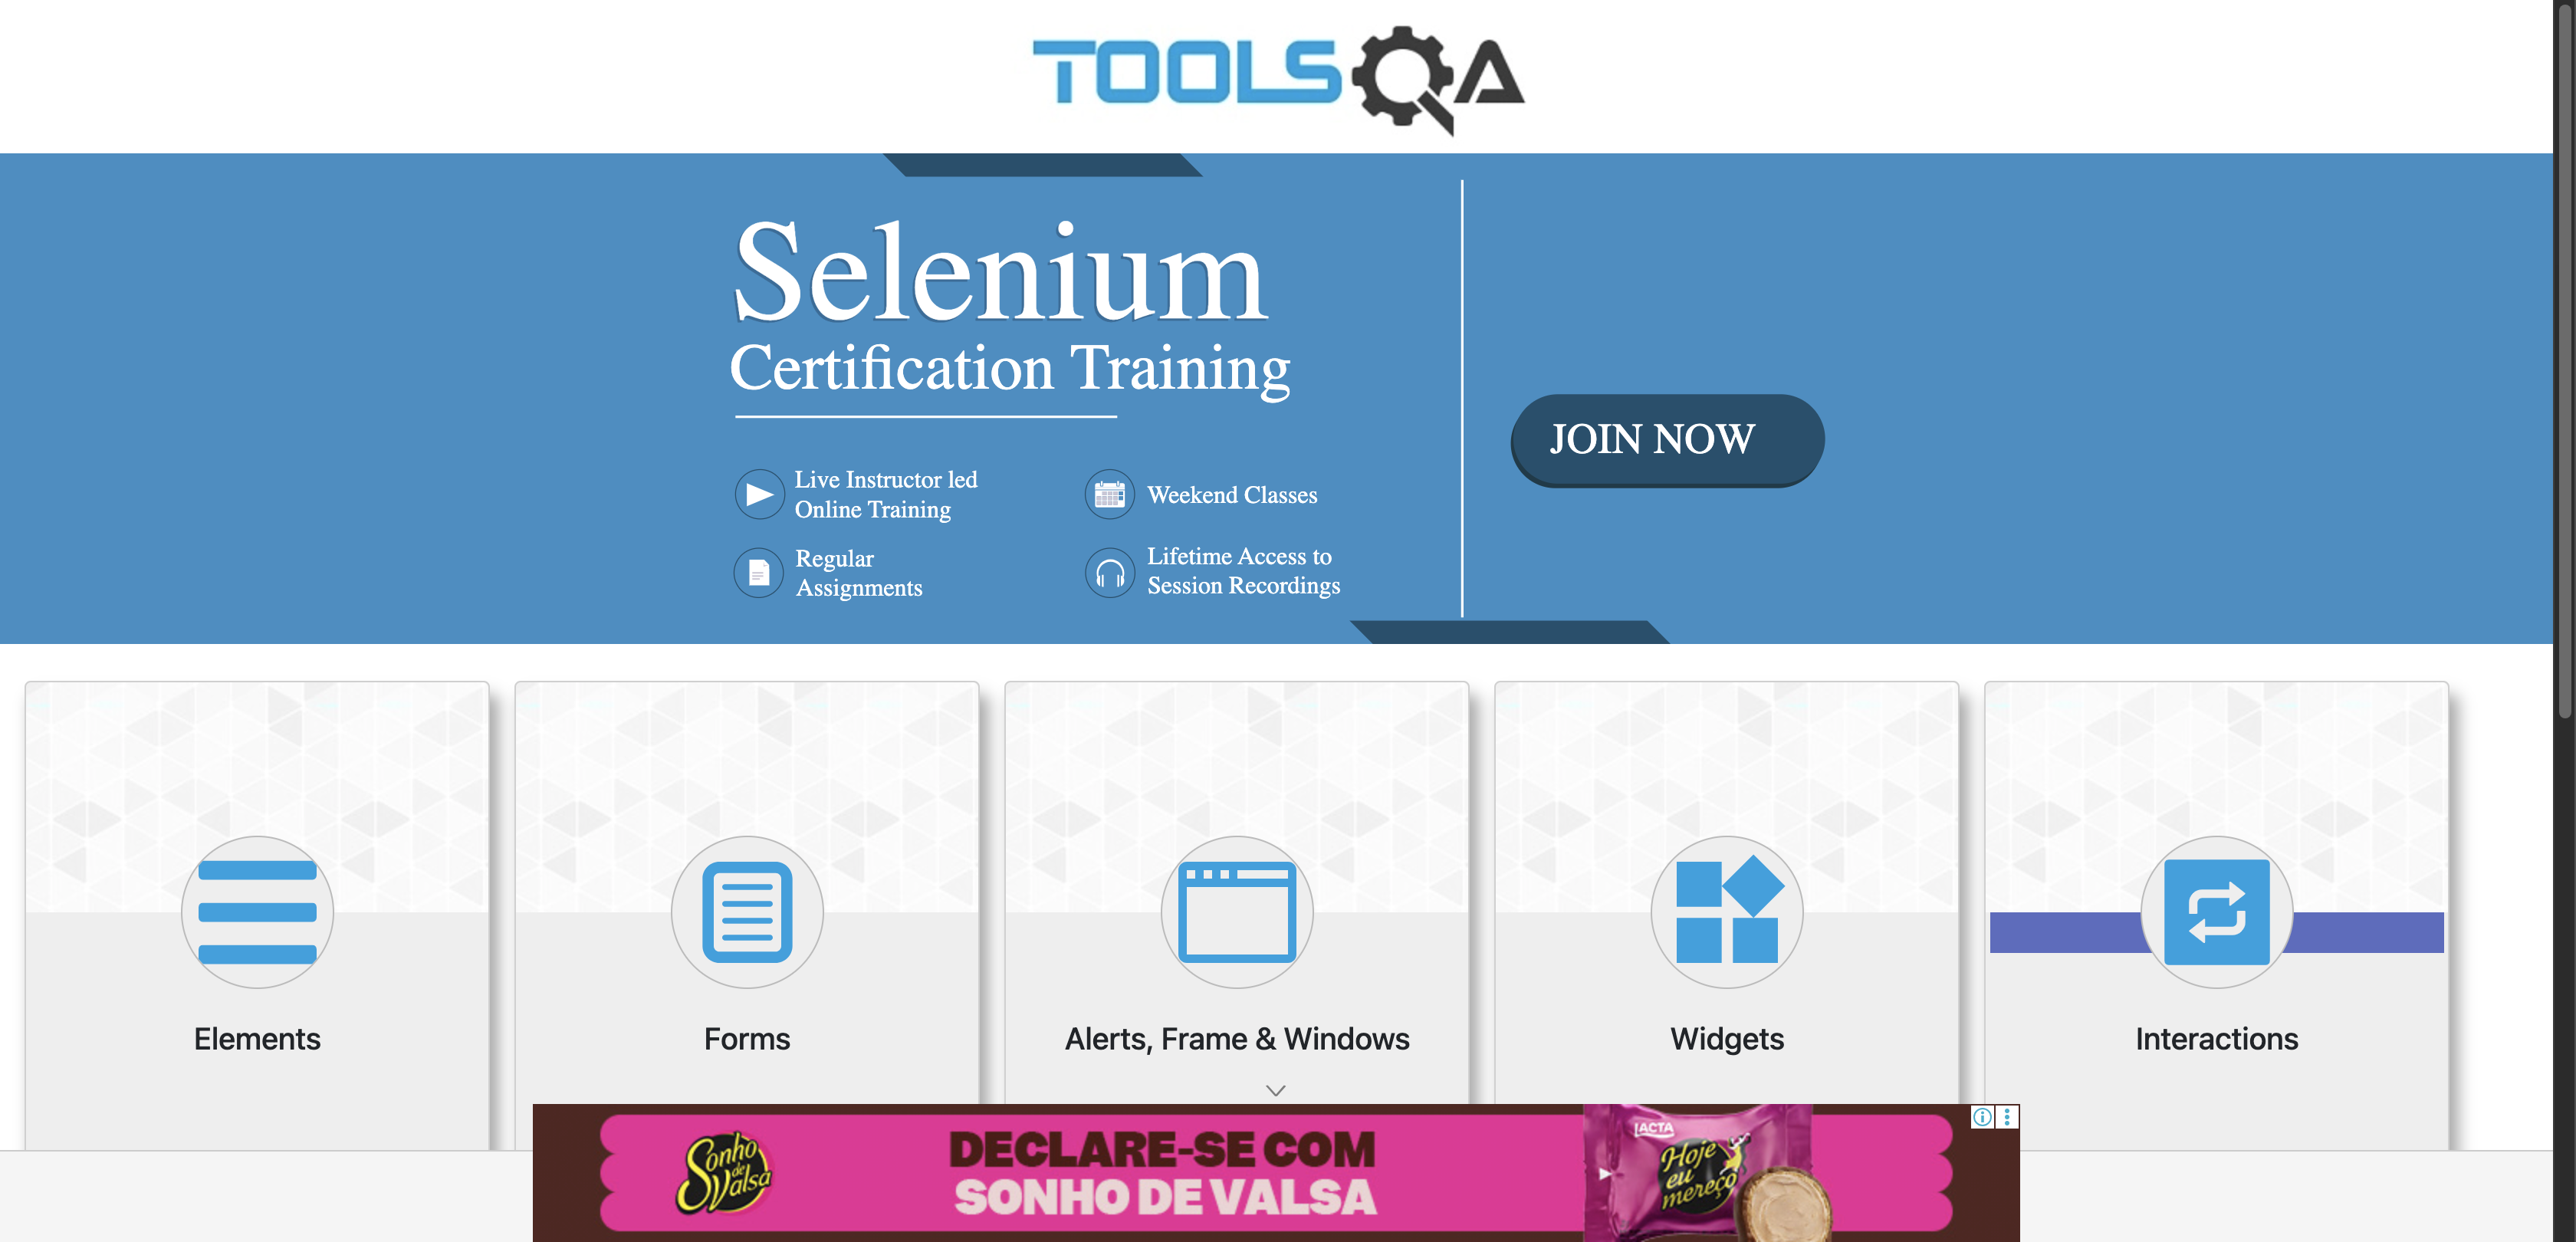 TOOLSQA
Selenium
Certification Training
Live Instructor led
Online Training
Weekend Classes
Regular
Assignments
Lifetime Access to
Session Recordings
JOIN NOW
Elements
Forms
Alerts, Frame & Windows
Widgets
Interactions
Sonho
de
Valsa
DECLARE-SE COM
SONHO DE VALSA
LACTA
Hoje
eu
mereço